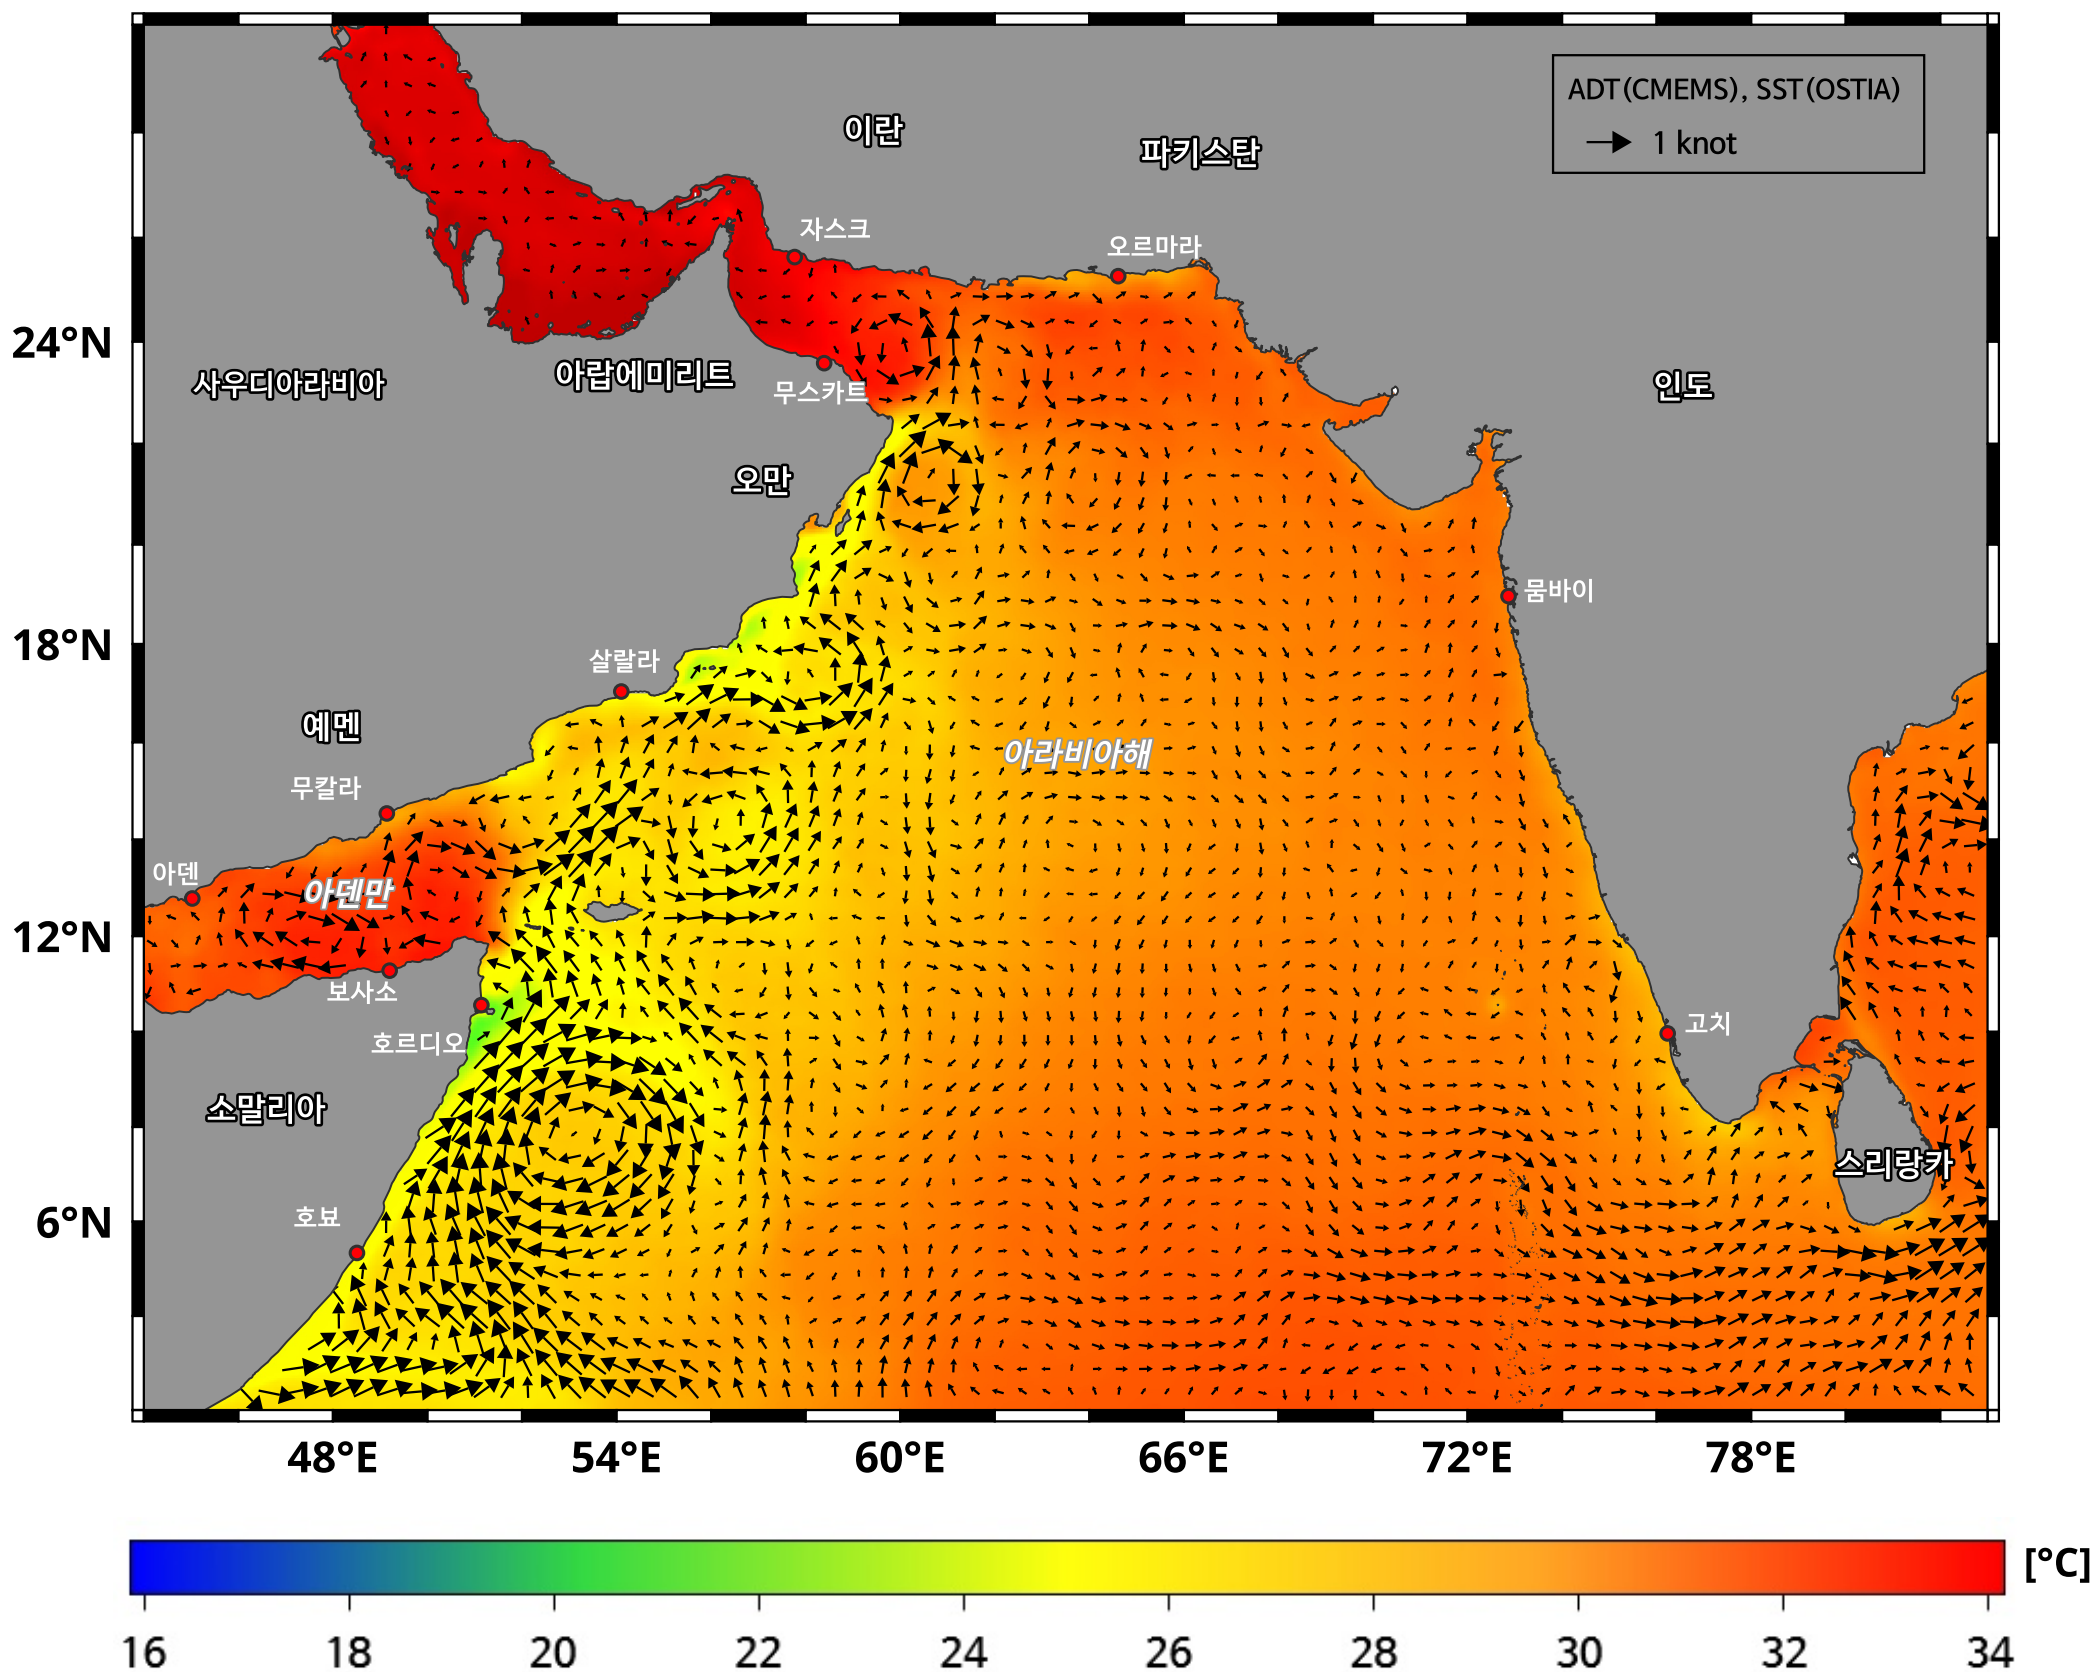 ADT(CMEMS), SST(OSTIA)
1 knot
이란
파키스탄
자스크
오르마라
24°N
사우디아라비아
아랍에미리트
무스카트
인도
오만
뭄바이
18°N
살랄라
예멘
아라비아해
무칼라
아덴
아덴만
12°N
보사소
호르디오
고치
소말리아
스리랑카
6°N
호뵤
48°E 54°E 60°E 66°E 72°E 78°E
[°C]
16 18 20 22 24 26 28 30 32 34